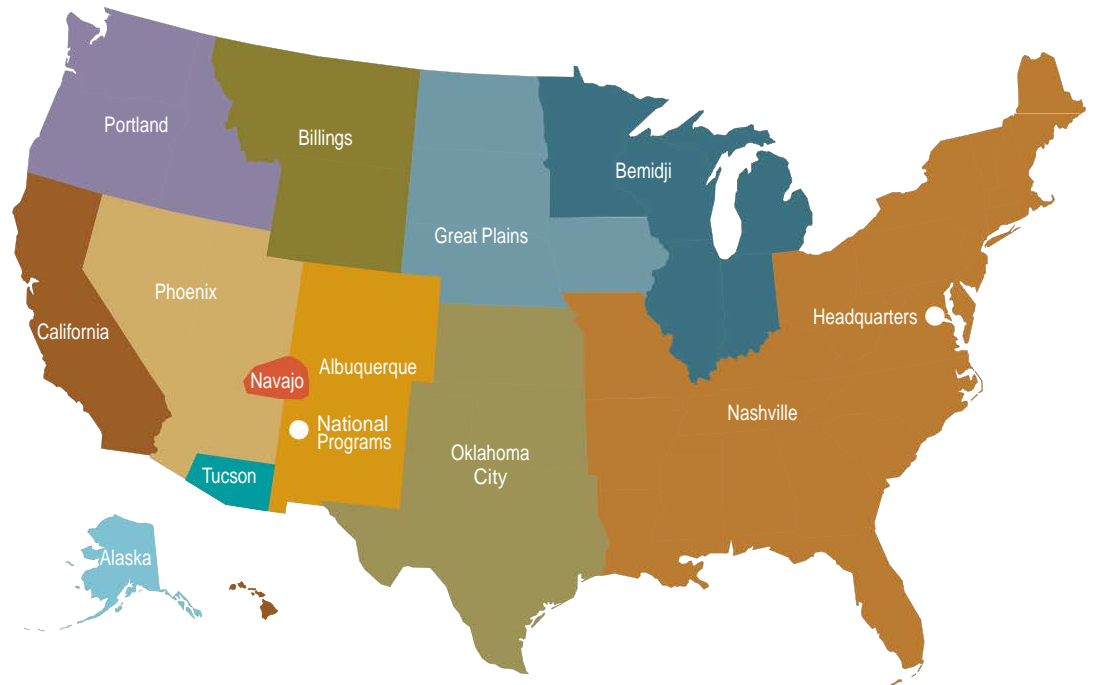 Portland
Billings
Bemidji
Great Plains
Phoenix
California
Headquarters
Navajo
Albuquerque
National
Programs
Nashville
Oklahoma
City
Tucson
Alaska